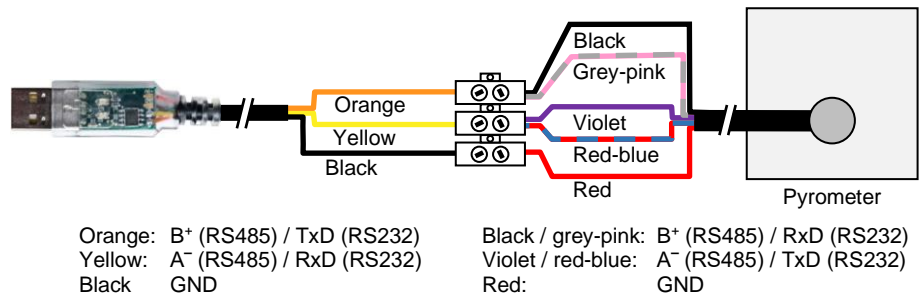 Black
Grey-pink
Orange
Violet
Yellow
Red-blue
Black
Red
Pyrometer
Orange: B⁺ (RS485) / TxD (RS232)
Yellow: A⁻ (RS485) / RxD (RS232)
Black GND
Black / grey-pink: B⁺ (RS485) / RxD (RS232)
Violet / red-blue: A⁻ (RS485) / TxD (RS232)
Red: GND